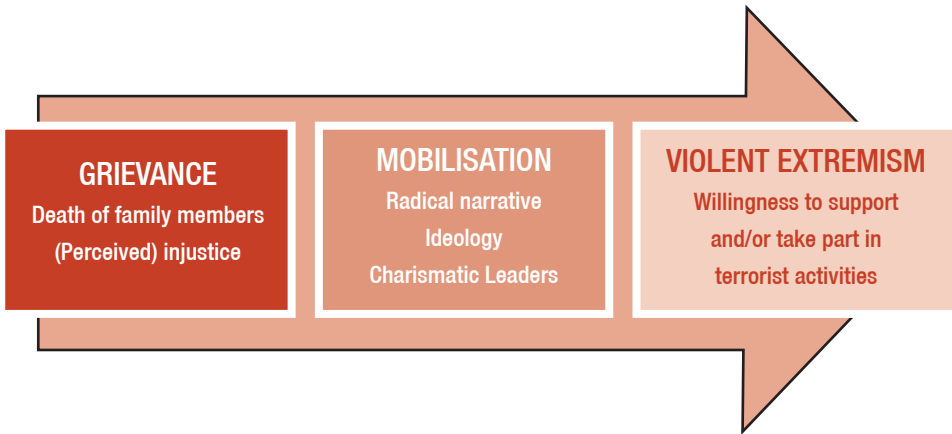 GRIEVANCE
Death of family members
(Perceived) injustice
MOBILISATION
Radical narrative
Ideology
Charismatic Leaders
VIOLENT EXTREMISM
Willingness to support
and/or take part in
terrorist activities